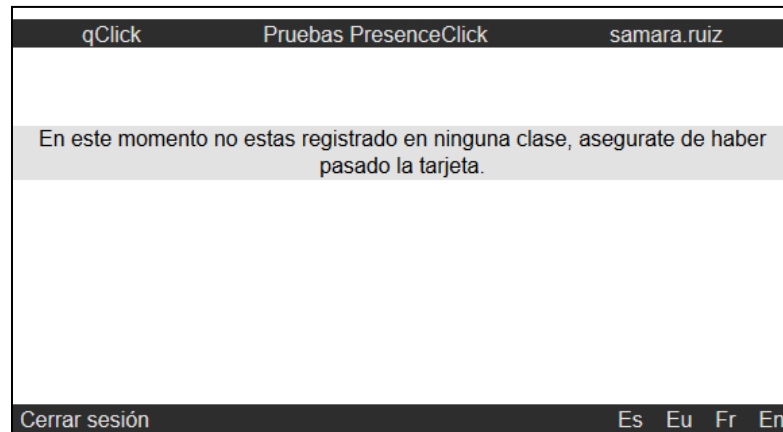 qClick Pruebas PresenceClick samara.ruiz
En este momento no estas registrado en ninguna clase, asegurate de haber
pasado la tarjeta.
Cerrar sesión Es Eu Fr En